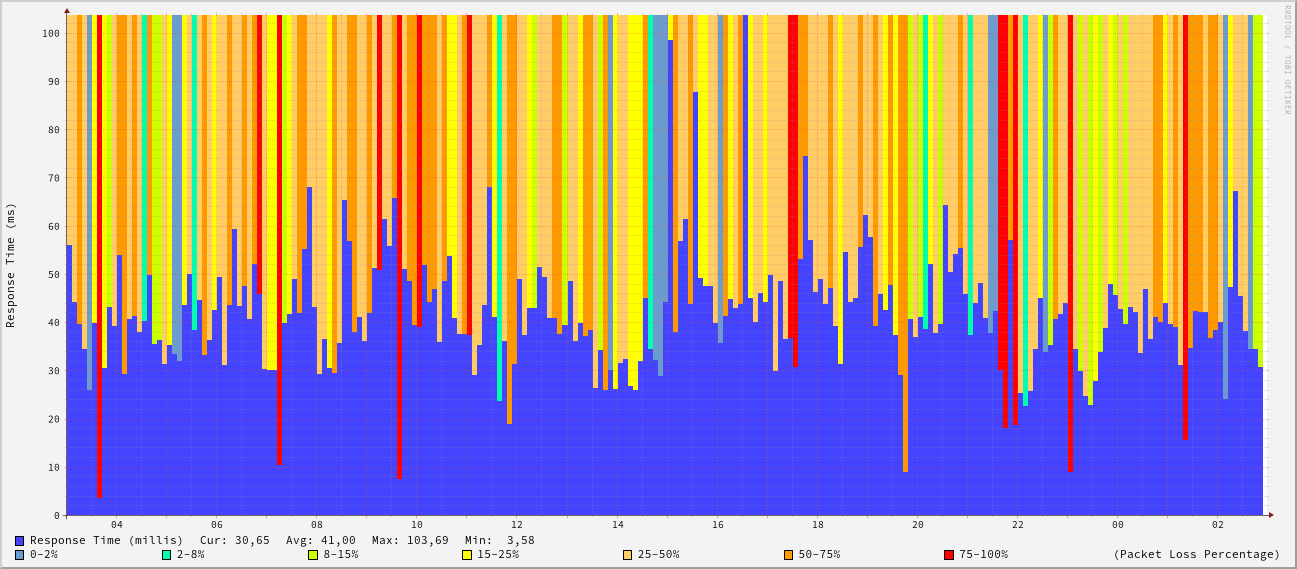 RRDTOOL / TOBI OETIKER
Response Time (ms)
100
90
80
70
60
50
40
30
20
10
0
04 06 08 10 12 14 16 18 20 22 00 02
Response Time (millis) Cur: 30,65 Avg: 41,00 Max: 103,69 Min: 3,58
0-2% 2-8% 8-15% 15-25% 25-50% 50-75% 75-100% (Packet Loss Percentage)